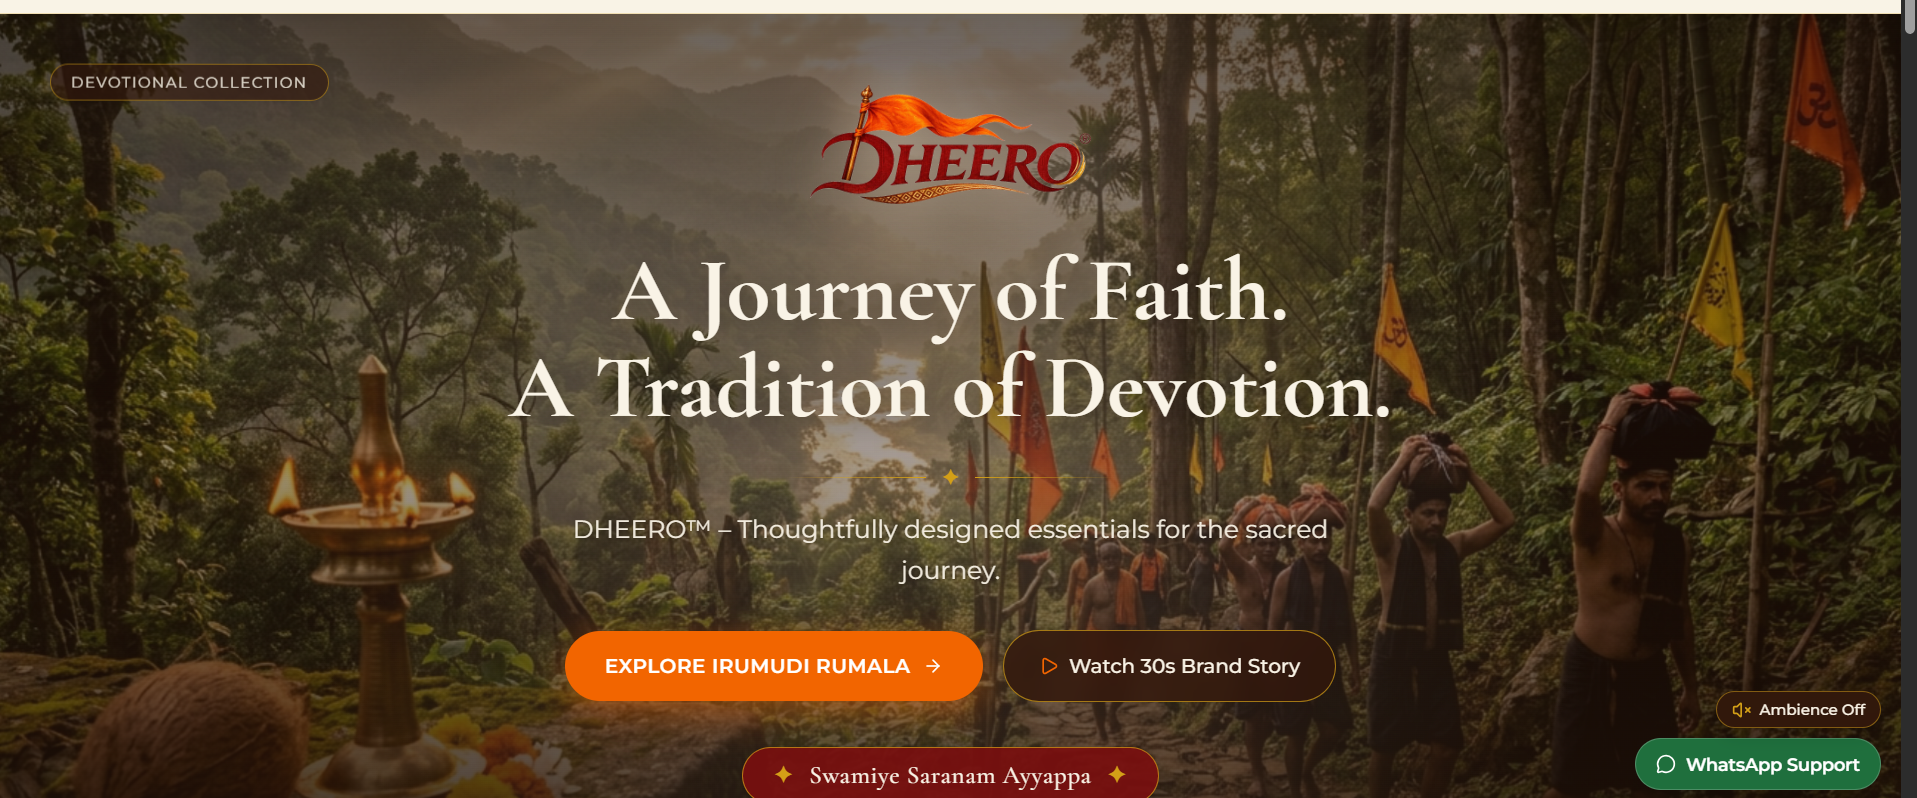 DEVOTIONAL COLLECTION
DHEERO
A Journey of Faith.
A Tradition of Devotion.
DHEERO™ – Thoughtfully designed essentials for the sacred
journey.
EXPLORE IRUMUDI RUMALA →
Watch 30s Brand Story
Ambience Off
Swamiye Saranam Ayyappa
WhatsApp Support
ॐ